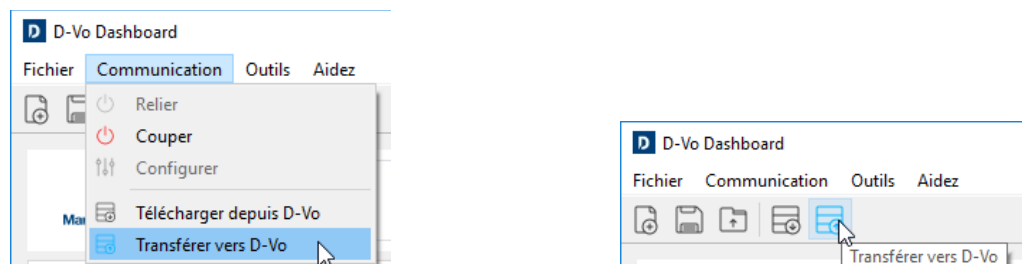 D D-Vo Dashboard
Fichier Communication Outils Aidez
Relier
Couper
Configurer
Mar
Télécharger depuis D-Vo
Transférer vers D-Vo
D D-Vo Dashboard
Fichier Communication Outils Aidez
Transférer vers D-Vo